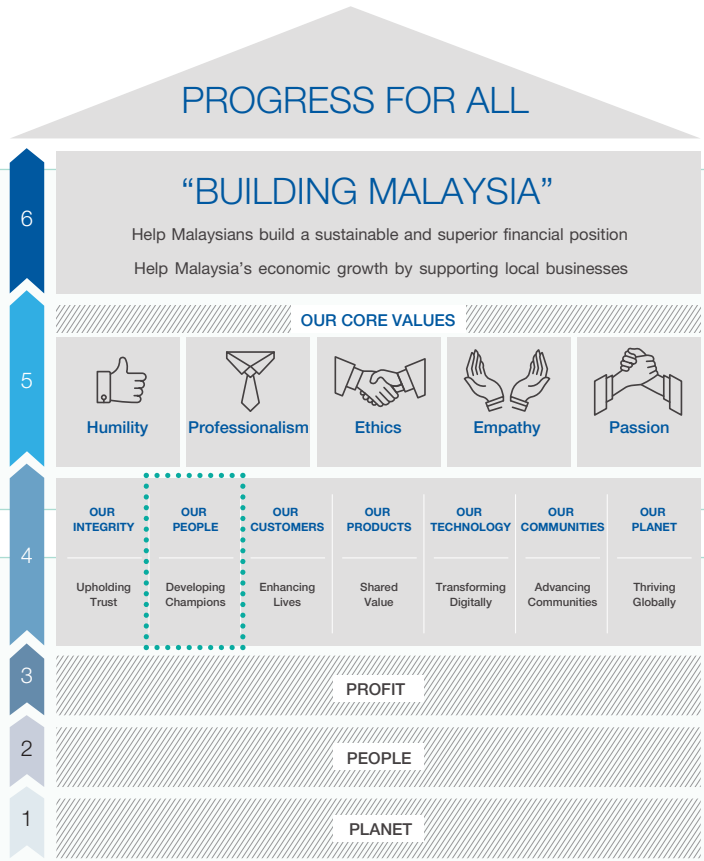 PROGRESS FOR ALL
6
“BUILDING MALAYSIA”
Help Malaysians build a sustainable and superior financial position
Help Malaysia’s economic growth by supporting local businesses
5
OUR CORE VALUES
Humility
Professionalism
Ethics
Empathy
Passion
4
OUR
INTEGRITY
Upholding
Trust
OUR
PEOPLE
Developing
Champions
OUR
CUSTOMERS
Enhancing
Lives
OUR
PRODUCTS
Shared
Value
OUR
TECHNOLOGY
Transforming
Digitally
OUR
COMMUNITIES
Advancing
Communities
OUR
PLANET
Thriving
Globally
3
PROFIT
2
PEOPLE
1
PLANET